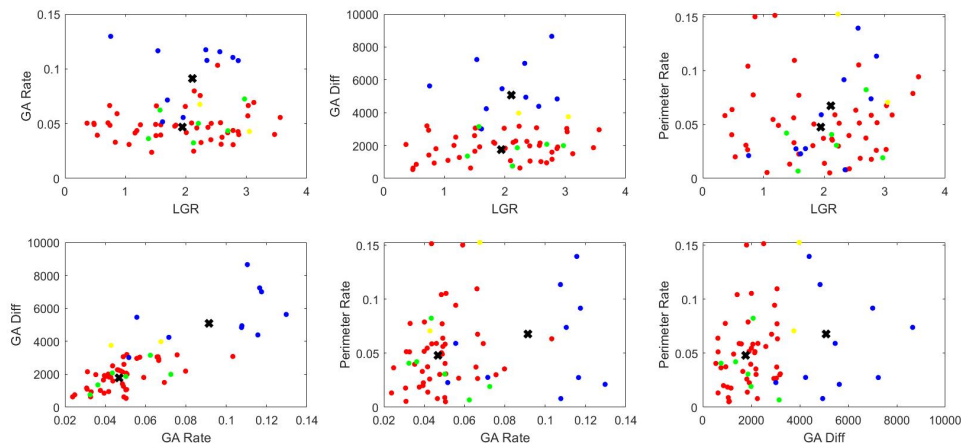 0.15
0.1
0.05
0
GA Rate
0 1 2 3 4
LGR
10000
8000
6000
4000
2000
0
GA Diff
0 1 2 3 4
LGR
0.15
0.1
0.05
0
Perimeter Rate
0 1 2 3 4
LGR
10000
8000
6000
4000
2000
0
GA Diff
0.02 0.04 0.06 0.08 0.1 0.12 0.14
GA Rate
0.15
0.1
0.05
0
Perimeter Rate
0.02 0.04 0.06 0.08 0.1 0.12 0.14
GA Rate
0.15
0.1
0.05
0
Perimeter Rate
0 2000 4000 6000 8000 10000
GA Diff